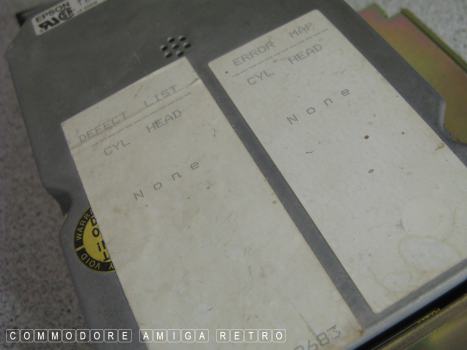 EPSON
DEFECT LIST
CYL HEAD
None
ERROR MAP
CYL HEAD
None
COMMODORE AMIGA RETRO